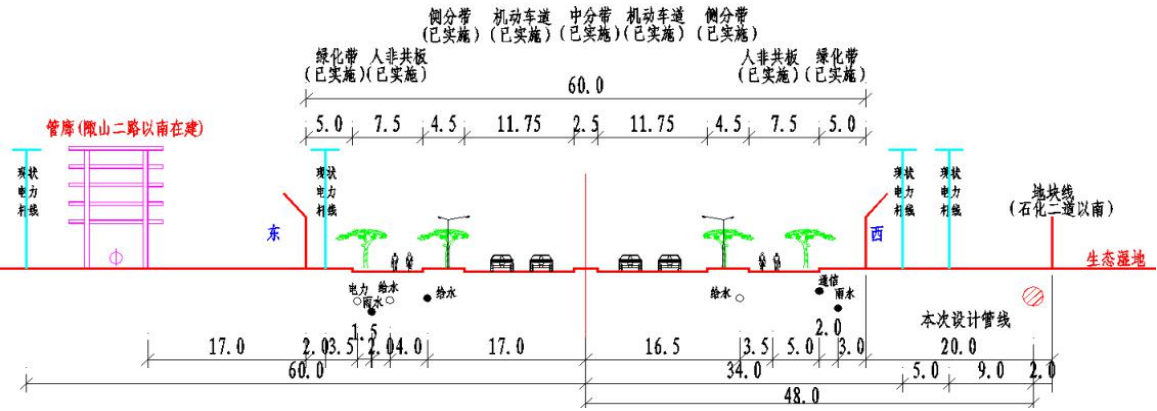 侧分带 机动车道 中分带 机动车道 侧分带
(已实施) (已实施) (已实施) (已实施) (已实施)
绿化带 人非共板 人非共板 绿化带
(已实施) (已实施) (已实施) (已实施)
60.0
管廊(陬山二路以南在建)
5.0 7.5 4.5 11.75 2.5 11.75 4.5 7.5 5.0
现状电力杆线
现状电力杆线
现状电力杆线
现状电力杆线
地块线
(石化二道以南)
东
西
生态湿地
电力 给水
雨水
给水
给水
通信
雨水
本次设计管线
1.5 2.0
17.0 2.0 3.5 2.0 4.0 17.0 16.5 3.5 5.0 3.0 20.0
60.0 34.0 5.0 9.0 2.0
48.0